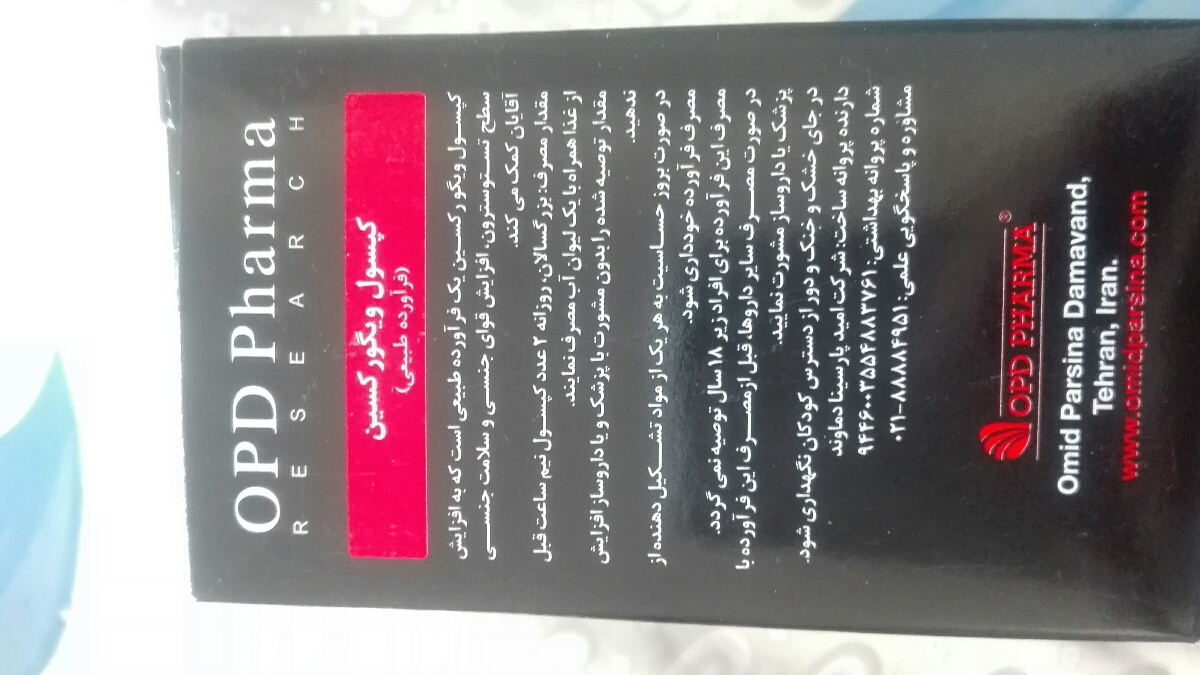 OPD Pharma
RESEARCH
کپسول ویگورکسین
(فرآورده طبیعی)
کپسول ویگورکسین یک فرآورده طبیعی است که به افزایش
سطح تستوسترون، افزایش قوای جنسی و سلامت جنسی
آقایان کمک می کند.
مقدار مصرف: بزرگسالان، روزانه ۲ عدد کپسول نیم ساعت قبل
از غذا همراه با یک لیوان آب مصرف نمایند.
مقدار توصیه شده را بدون مشورت با پزشک و یا داروساز افزایش
ندهید.
در صورت بروز حساسیت به هر یک از مواد تشکیل دهنده از
مصرف فرآورده خودداری شود.
مصرف این فرآورده برای افراد زیر ۱۸ سال توصیه نمی گردد.
در صورت مصرف سایر داروها، قبل از مصرف این فرآورده با
پزشک یا داروساز مشورت نمایید.
در جای خشک و خنک و دور از دسترس کودکان نگهداری شود.
دارنده پروانه ساخت: شرکت امید پارسینا دماوند
شماره پروانه بهداشتی: ۹۴۴۶۰۰۳۵۵۴۸۸۳۷۶۱
مشاوره و پاسخگویی علمی: ۸۸۸۸۴۹۵۱-۰۲۱
OPD PHARMA®
Omid Parsina Damavand,
Tehran, Iran.
www.omidparsina.com